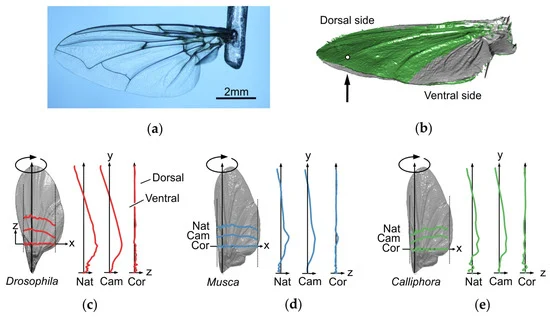 2mm
(a)
Dorsal side
Ventral side
(b)
y
Dorsal
Ventral
z
x
z
Drosophila
Nat Cam Cor
(c)
y
Nat
Cam
Cor
x
z
Musca
Nat Cam Cor
(d)
y
Nat
Cam
Cor
x
z
Calliphora
Nat Cam Cor
(e)